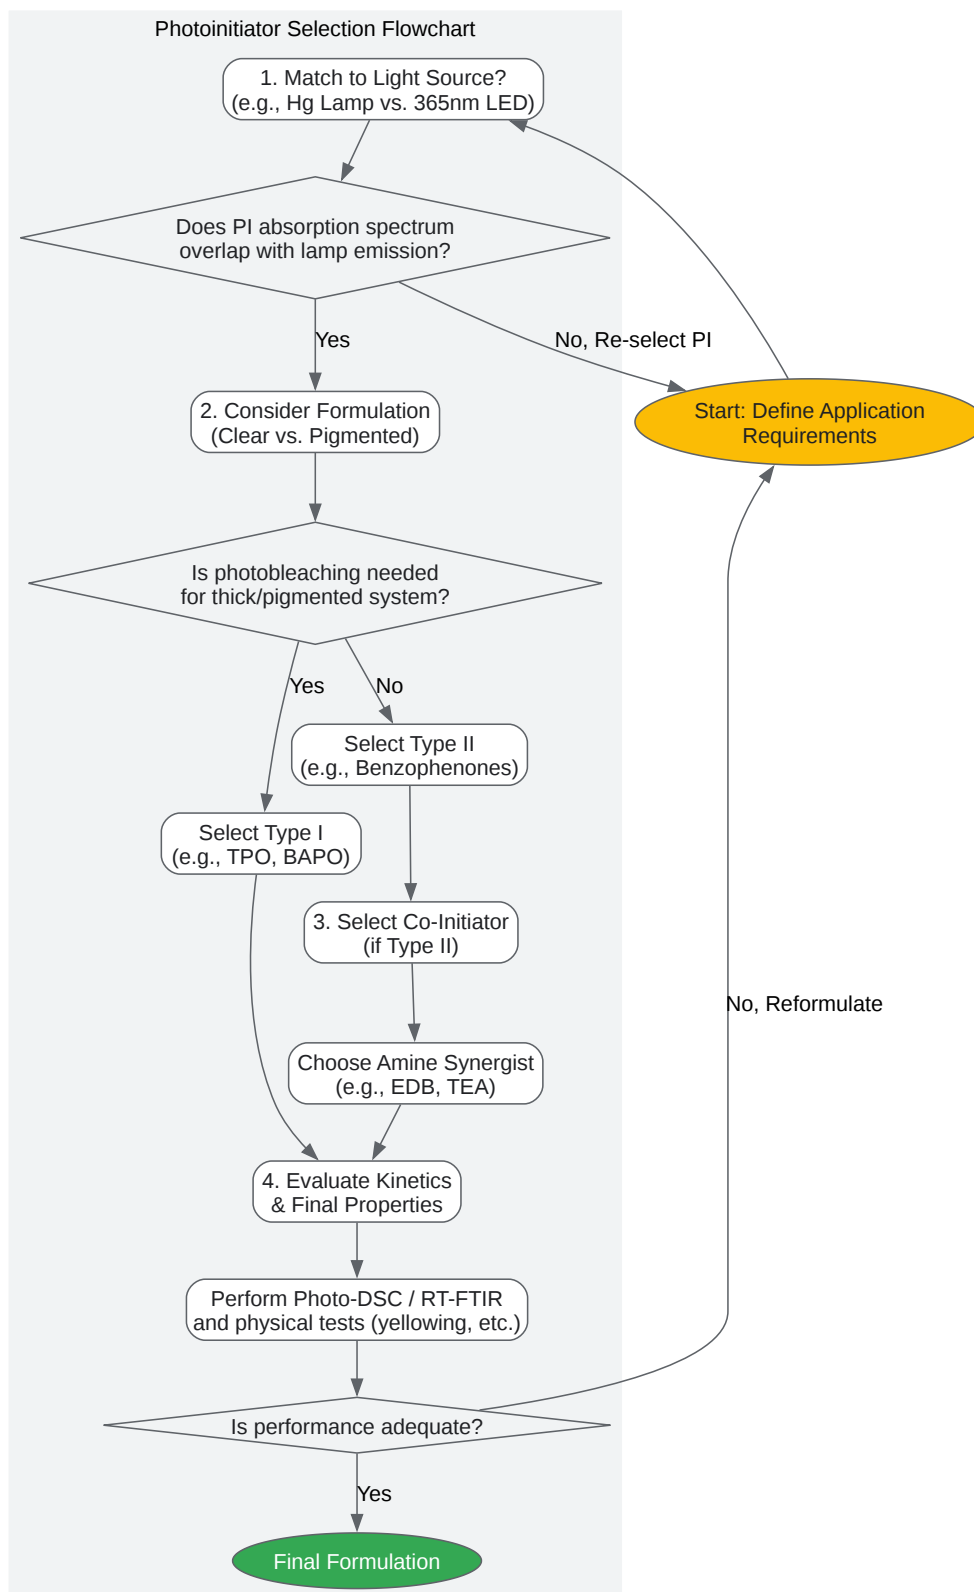 Photoinitiator Selection Flowchart
1. Match to Light Source?
(e.g., Hg Lamp vs. 365nm LED)
Does PI absorption spectrum
overlap with lamp emission?
Yes
No, Re-select PI
2. Consider Formulation
(Clear vs. Pigmented)
Start: Define Application
Requirements
Is photobleaching needed
for thick/pigmented system?
Yes
No
Select Type II
(e.g., Benzophenones)
Select Type I
(e.g., TPO, BAPO)
3. Select Co-Initiator
(if Type II)
No, Reformulate
Choose Amine Synergist
(e.g., EDB, TEA)
4. Evaluate Kinetics
& Final Properties
Perform Photo-DSC / RT-FTIR
and physical tests (yellowing, etc.)
Is performance adequate?
Yes
Final Formulation